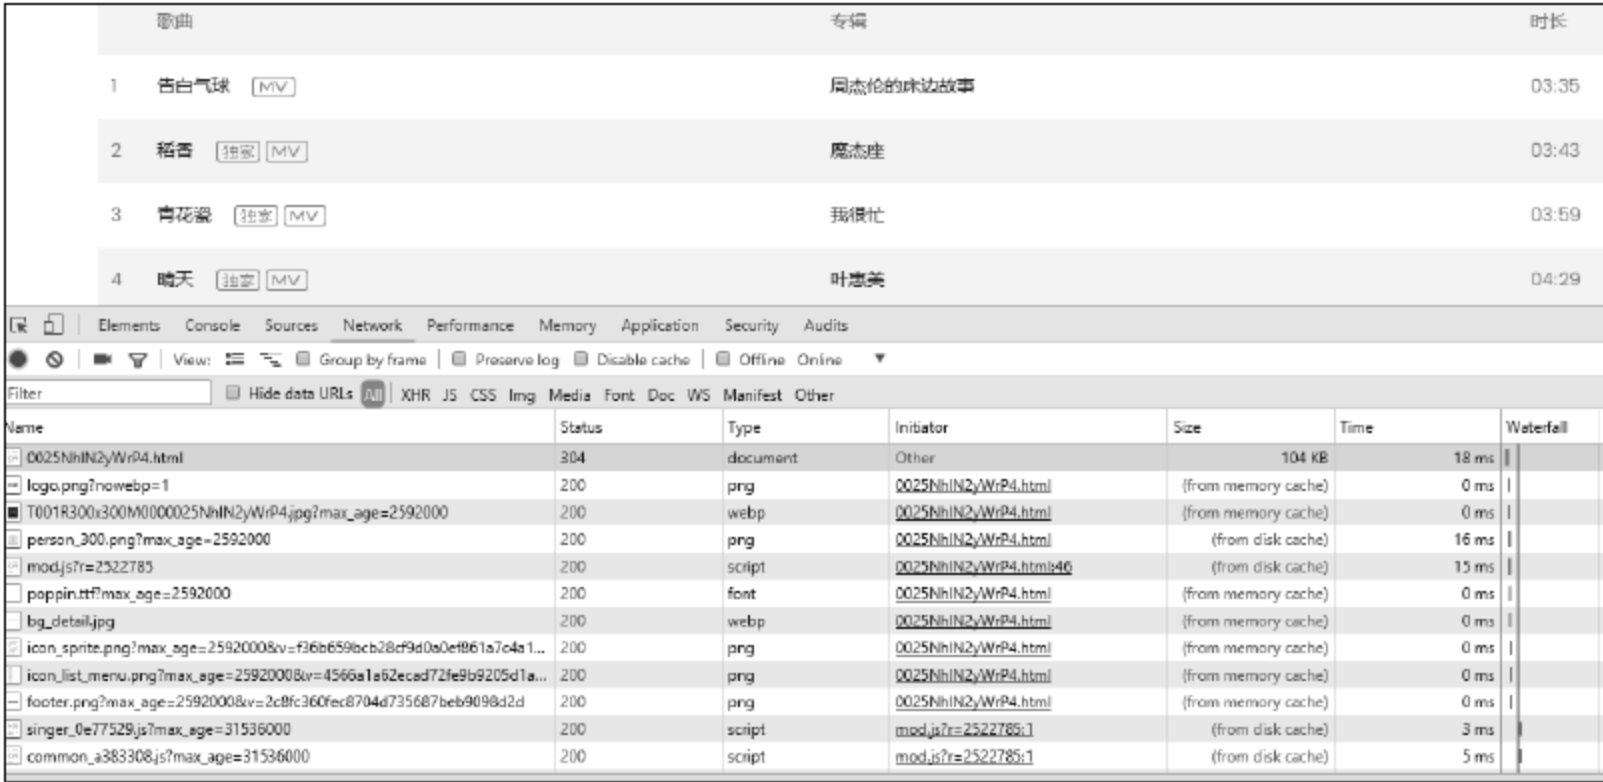 歌曲 专辑 时长
1 告白气球 MV 周杰伦的床边故事 03:35
2 稻香 独家 MV 魔杰座 03:43
3 青花瓷 独家 MV 我很忙 03:59
4 晴天 独家 MV 叶惠美 04:29
Elements Console Sources Network Performance Memory Application Security Audits
View: Group by frame Preserve log Disable cache Offline Online
Filter Hide data URLs All XHR JS CSS Img Media Font Doc WS Manifest Other
Name Status Type Initiator Size Time Waterfall
0025NhlN2yWrP4.html 304 document Other 104 KB 18 ms
logo.png?nowebp=1 200 png 0025NhlN2yWrP4.html (from memory cache) 0 ms
T001R300x300M0000025NhlN2yWrP4.jpg?max_age=2592000 200 webp 0025NhlN2yWrP4.html (from memory cache) 0 ms
person_300.png?max_age=2592000 200 png 0025NhlN2yWrP4.html (from disk cache) 16 ms
mod.js?r=2522785 200 script 0025NhlN2yWrP4.html:46 (from disk cache) 15 ms
poppin.ttf?max_age=2592000 200 font 0025NhlN2yWrP4.html (from memory cache) 0 ms
bg_detail.jpg 200 webp 0025NhlN2yWrP4.html (from memory cache) 0 ms
icon_sprite.png?max_age=2592000&v=f36b659bcb28cf9d0a0ef861a7c4a1... 200 png 0025NhlN2yWrP4.html (from memory cache) 0 ms
icon_list_menu.png?max_age=2592000&v=4566a1a62ecad72fe9b9205d1a... 200 png 0025NhlN2yWrP4.html (from memory cache) 0 ms
footer.png?max_age=2592000&v=2c8fc360fec8704d735687beb9098d2d 200 png 0025NhlN2yWrP4.html (from memory cache) 0 ms
singer_0e77529.js?max_age=31536000 200 script mod.js?r=2522785:1 (from disk cache) 3 ms
common_a383308.js?max_age=31536000 200 script mod.js?r=2522785:1 (from disk cache) 5 ms